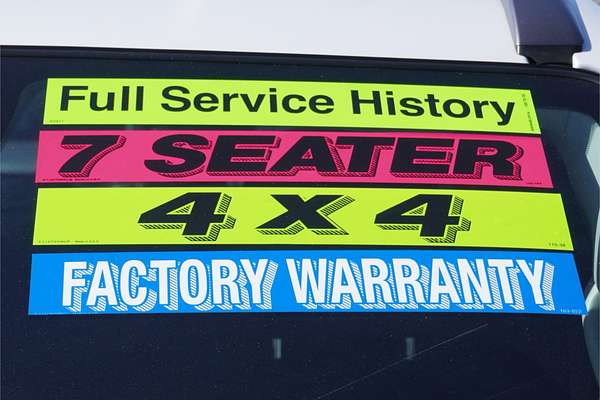 Full Service History
7 SEATER
4 X 4
FACTORY WARRANTY